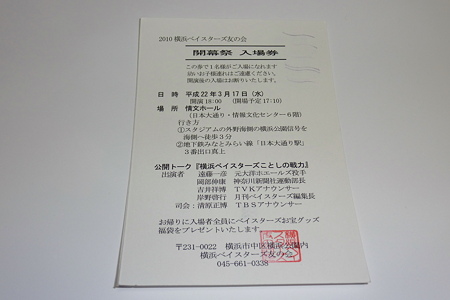 2010 横浜ベイスターズ友の会
開幕祭 入場券
この券で1名様がご入場になれます
幼いお子様連れはご遠慮ください。
開演後の入場はお断りいたします。
日 時 平成22年3月17日(水)
開演18:00 (開場予定17:10)
場 所 情文ホール
(日本大通り・情報文化センター6階)
行き方
①スタジアムの外野海側の横浜公園信号を
海側へ徒歩3分
②地下鉄みなとみらい線「日本大通り駅」
3番出口真上
公開トーク『横浜ベイスターズことしの戦力』
出演者 遠藤一彦 元大洋ホエールズ投手
岡部伸康 神奈川新聞社運動部長
吉井祥博 TVKアナウンサー
岸野啓行 月刊ベイスターズ編集長
司会:清原正博 TBSアナウンサー
お帰りに入場者全員にベイスターズお宝グッズ
福袋をプレゼントいたします。
〒231-0022 横浜市中区横浜公園内
横浜ベイスターズ友の会
045-661-0338